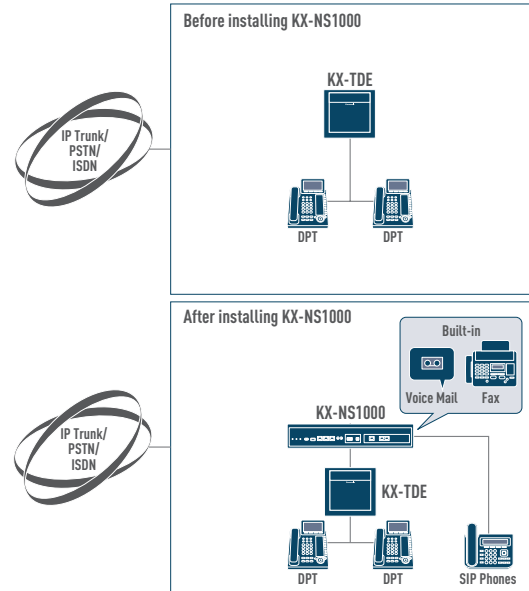 Before installing KX-NS1000
KX-TDE
IP Trunk/
PSTN/
ISDN
DPT
DPT
After installing KX-NS1000
Built-in
Voice Mail
Fax
KX-NS1000
IP Trunk/
PSTN/
ISDN
KX-TDE
DPT
DPT
SIP Phones